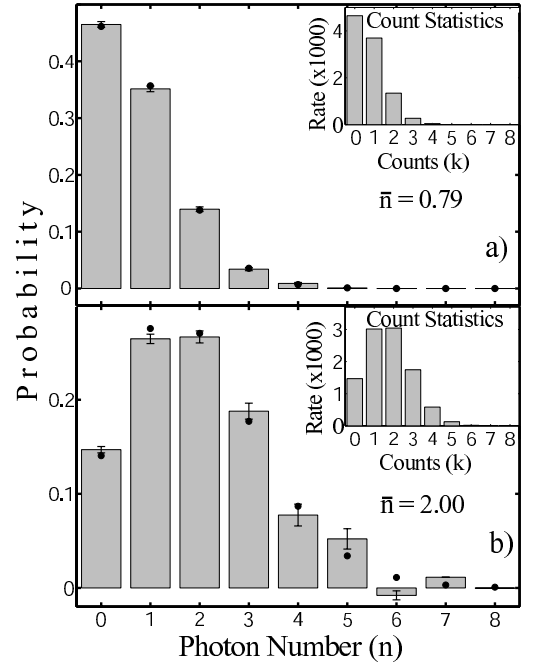 Count Statistics
Rate (x1000)
4
2
0
0 1 2 3 4 5 6 7 8
Counts (k)
n̄ = 0.79
a)
0.4
0.3
0.2
0.1
0
Probability
Count Statistics
Rate (x1000)
3
2
1
0
0 1 2 3 4 5 6 7 8
Counts (k)
n̄ = 2.00
b)
0.2
0.1
0
0 1 2 3 4 5 6 7 8
Photon Number (n)